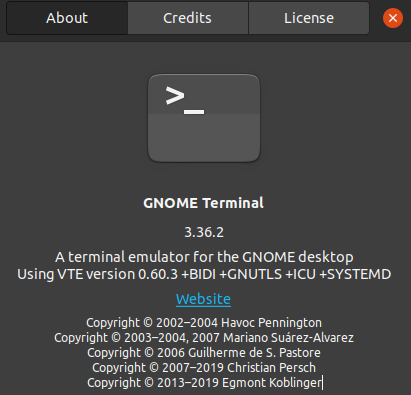 About Credits License
>_
GNOME Terminal
3.36.2
A terminal emulator for the GNOME desktop
Using VTE version 0.60.3 +BIDI +GNUTLS +ICU +SYSTEMD
Website
Copyright © 2002–2004 Havoc Pennington
Copyright © 2003–2004, 2007 Mariano Suárez-Alvarez
Copyright © 2006 Guilherme de S. Pastore
Copyright © 2007–2019 Christian Persch
Copyright © 2013–2019 Egmont Koblinger